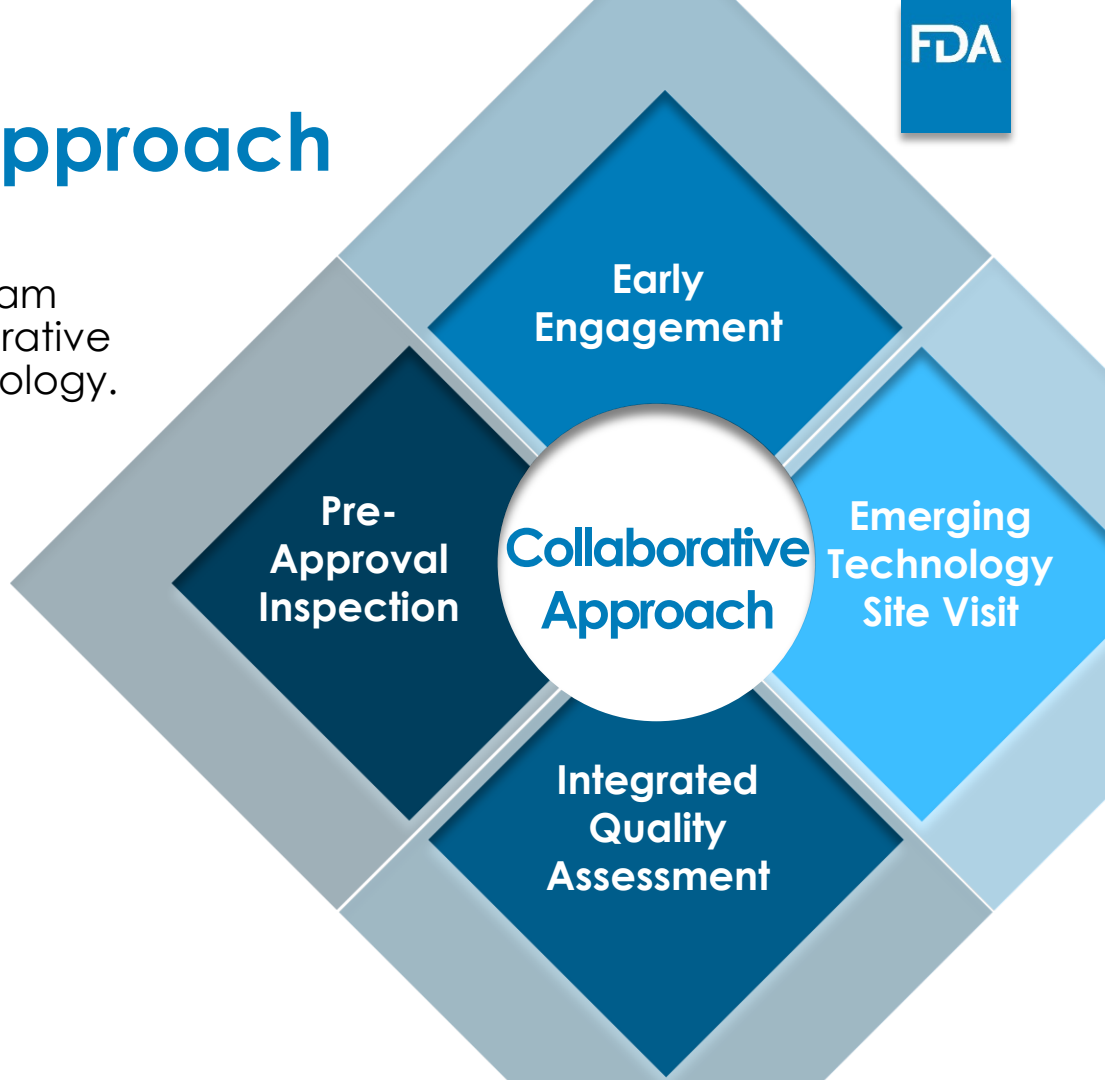 FDA
pproach
am
rative
ology.
Early
Engagement
Pre-
Approval
Inspection
Collaborative
Approach
Emerging
Technology
Site Visit
Integrated
Quality
Assessment